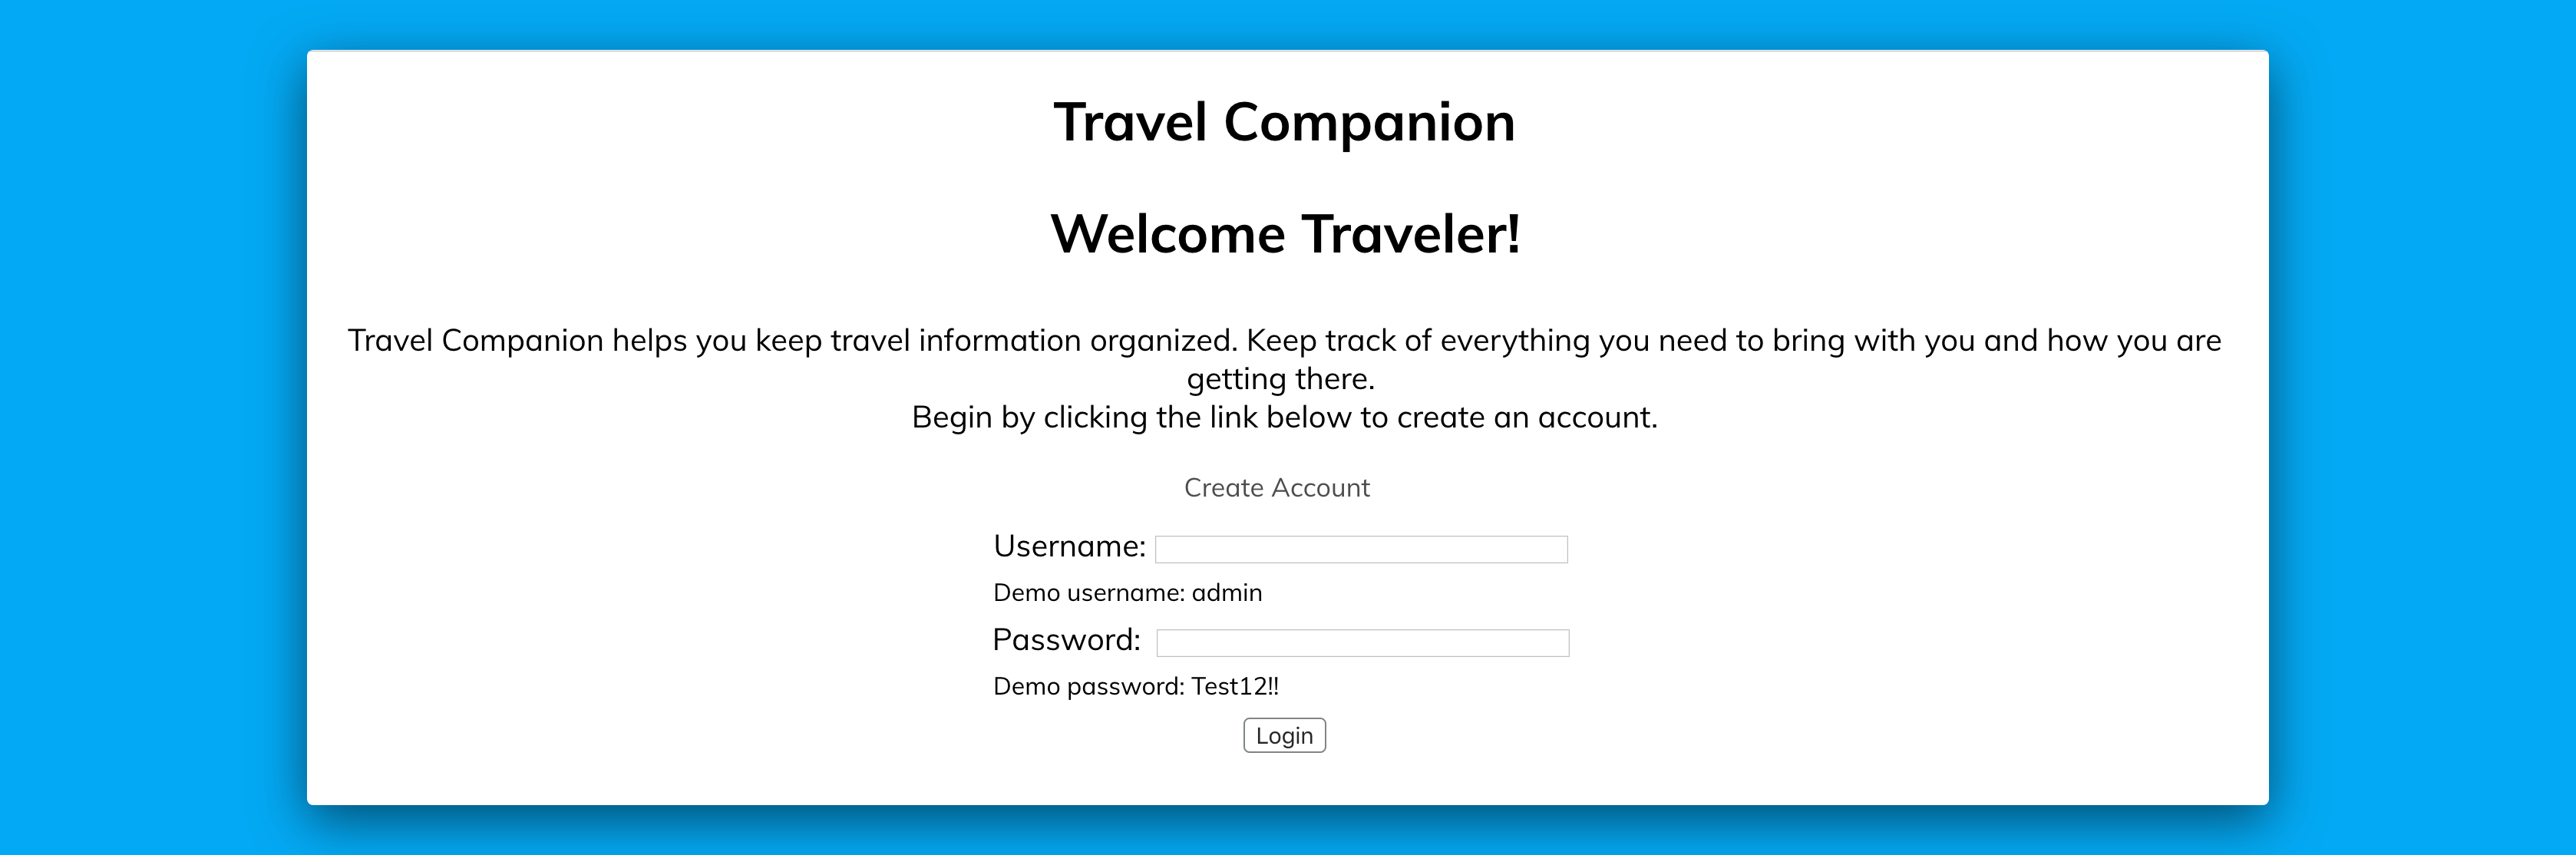 Travel Companion
Welcome Traveler!
Travel Companion helps you keep travel information organized. Keep track of everything you need to bring with you and how you are
getting there.
Begin by clicking the link below to create an account.
Create Account
Username:
Demo username: admin
Password:
Demo password: Test12!!
Login